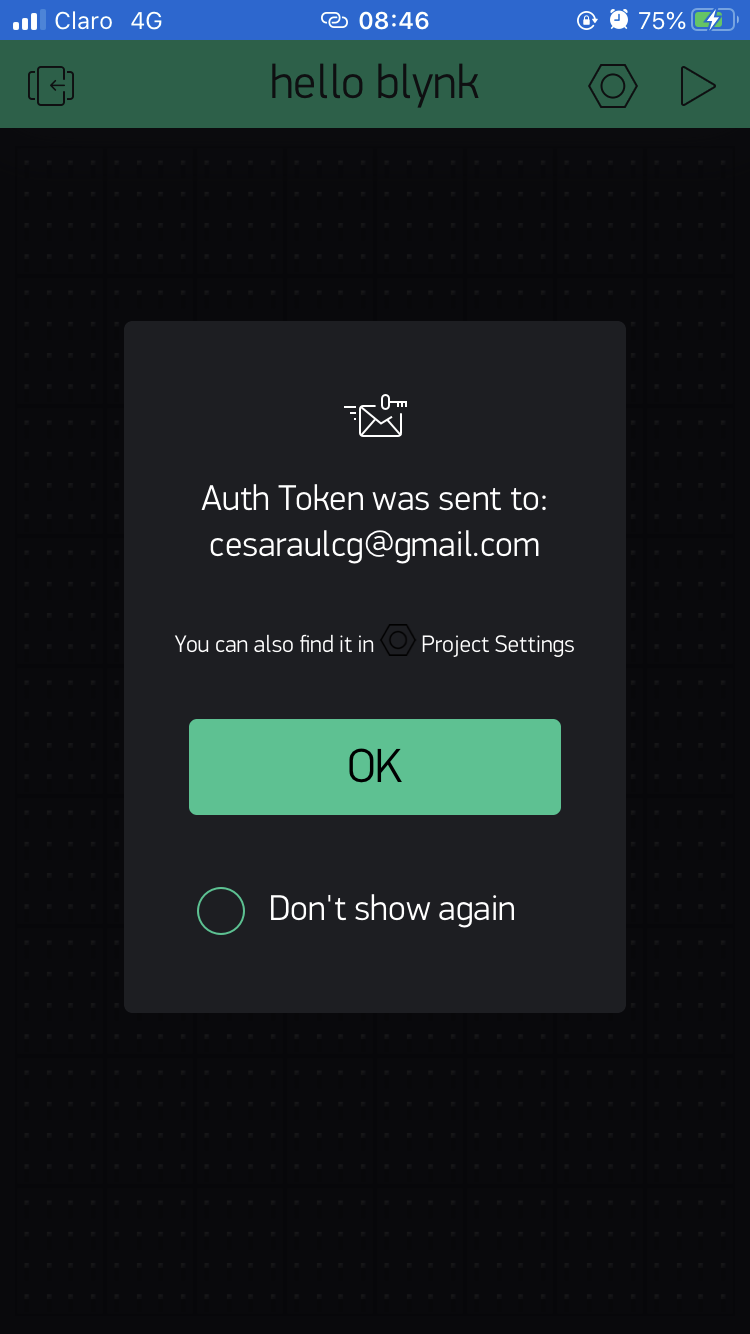 Claro 4G 08:46 75%
hello blynk
Auth Token was sent to:
cesaraulcg@gmail.com
You can also find it in Project Settings
OK
Don't show again